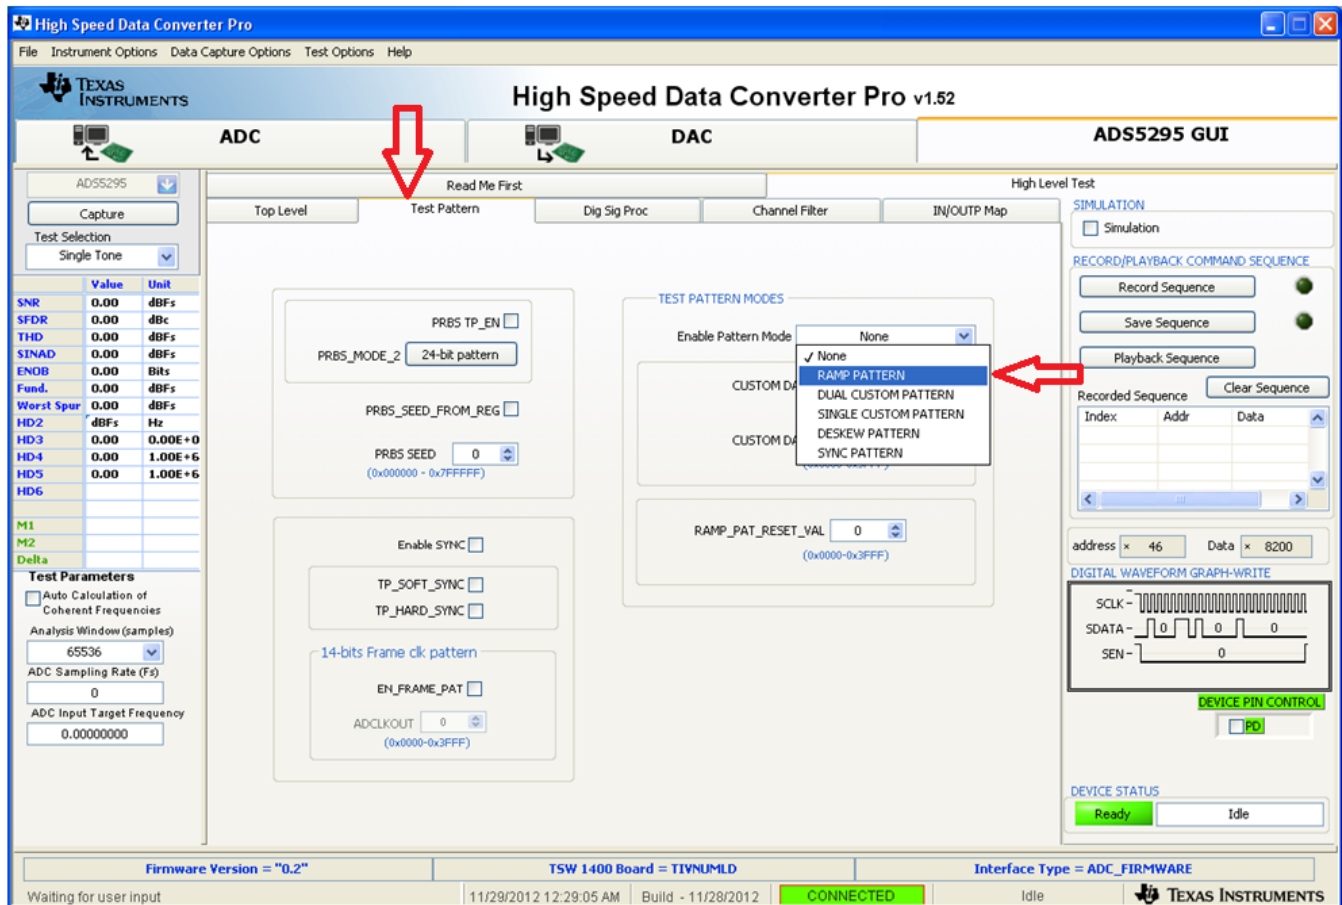 High Speed Data Converter Pro
File Instrument Options Data Capture Options Test Options Help
TEXAS
INSTRUMENTS
High Speed Data Converter Pro v1.52
ADC
DAC
ADS5295 GUI
ADS5295
Capture
Test Selection
Single Tone
Value Unit
SNR 0.00 dBFs
SFDR 0.00 dBc
THD 0.00 dBFs
SINAD 0.00 dBFs
ENOB 0.00 Bits
Fund. 0.00 dBFs
Worst Spur 0.00 dBFs
HD2 dBFs Hz
HD3 0.00 0.00E+0
HD4 0.00 1.00E+6
HD5 0.00 1.00E+6
HD6
M1
M2
Delta
Test Parameters
Auto Calculation of
Coherent Frequencies
Analysis Window (samples)
65536
ADC Sampling Rate (Fs)
0
ADC Input Target Frequency
0.00000000
Read Me First
High Level Test
Top Level
Test Pattern
Dig Sig Proc
Channel Filter
IN/OUTP Map
PRBS TP_EN
PRBS_MODE_2 24-bit pattern
PRBS_SEED_FROM_REG
PRBS SEED 0
(0x000000 - 0x7FFFFF)
Enable SYNC
TP_SOFT_SYNC
TP_HARD_SYNC
14-bits Frame clk pattern
EN_FRAME_PAT
ADCLKOUT 0
(0x0000-0x3FFF)
TEST PATTERN MODES
Enable Pattern Mode None
✓ None
RAMP PATTERN
DUAL CUSTOM PATTERN
SINGLE CUSTOM PATTERN
DESKEW PATTERN
SYNC PATTERN
CUSTOM
CUSTOM
RAMP_PAT_RESET_VAL 0
(0x0000-0x3FFF)
SIMULATION
Simulation
RECORD/PLAYBACK COMMAND SEQUENCE
Record Sequence
Save Sequence
Playback Sequence
Recorded Sequence Clear Sequence
Index Addr Data
address × 46 Data × 8200
DIGITAL WAVEFORM GRAPH-WRITE
SCLK -
SDATA - 0 0 0
SEN - 0
DEVICE PIN CONTROL
PD
DEVICE STATUS
Ready Idle
Firmware Version = "0.2"
TSW 1400 Board = TIVNUMLD
Interface Type = ADC_FIRMWARE
Waiting for user input
11/29/2012 12:29:05 AM
Build - 11/28/2012
CONNECTED
Idle
TEXAS INSTRUMENTS